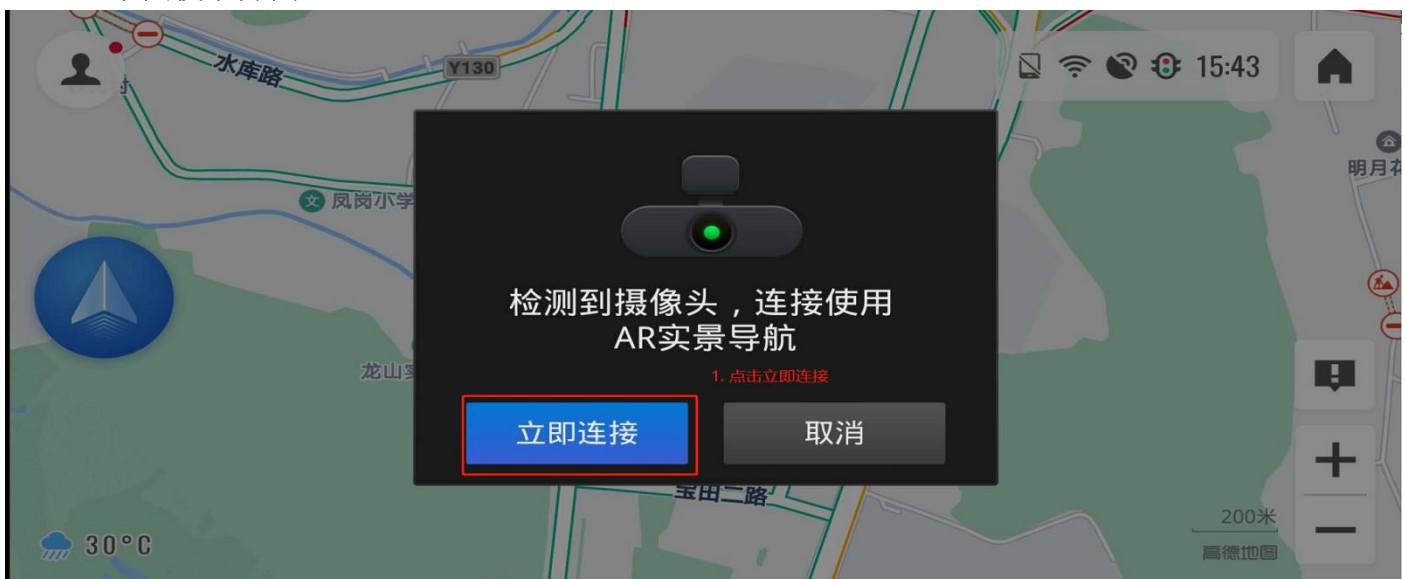 水库路
Y130
15:43
凤岗小学
检测到摄像头，连接使用
AR实景导航
龙山
1. 点击立即连接
立即连接
取消
宝田二路
200米
30°C
高德地图